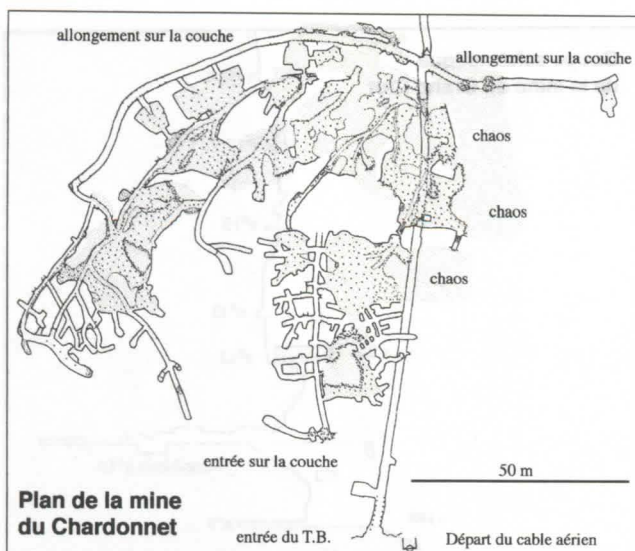 allongement sur la couche
allongement sur la couche
chaos
chaos
chaos
entrée sur la couche
50 m
Plan de la mine
du Chardonnet
entrée du T.B.
Départ du cable aérien